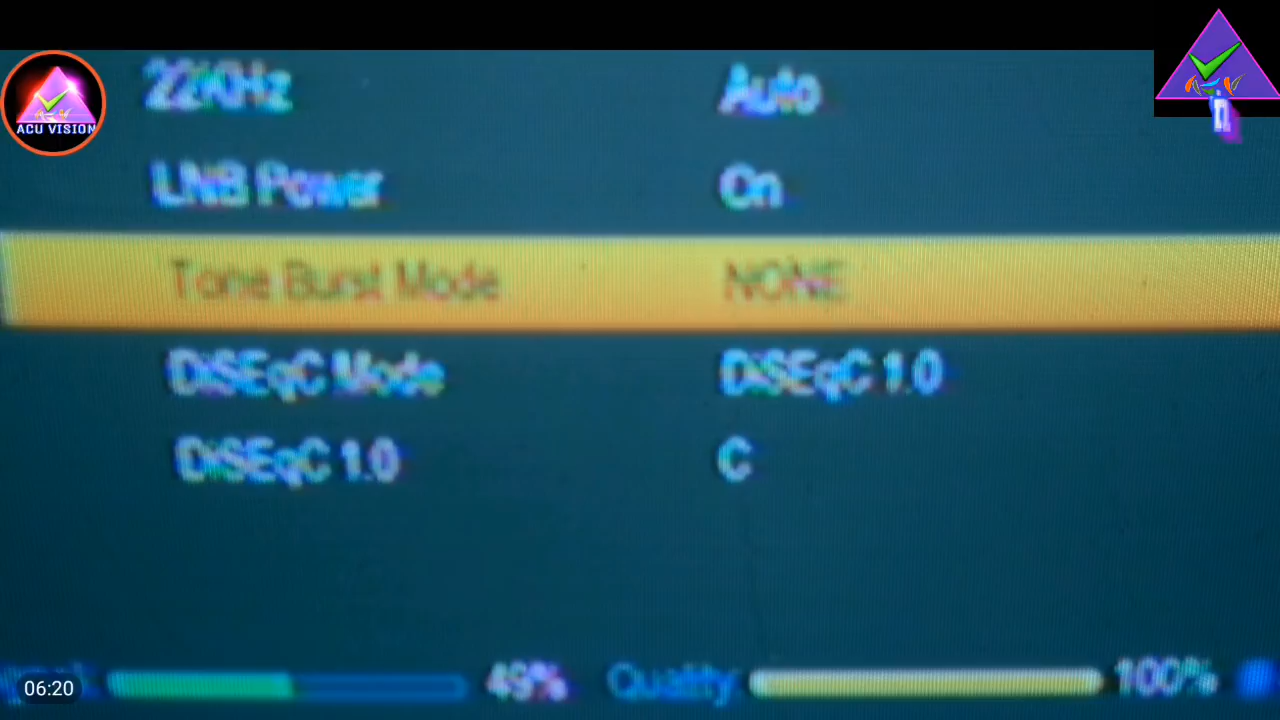 22KHz Auto
ACU VISION
LNB Power On
Tone Burst Mode NONE
DiSEqC Mode DiSEqC 1.0
DiSEqC 1.0 C
49% Quality 100%
06:20